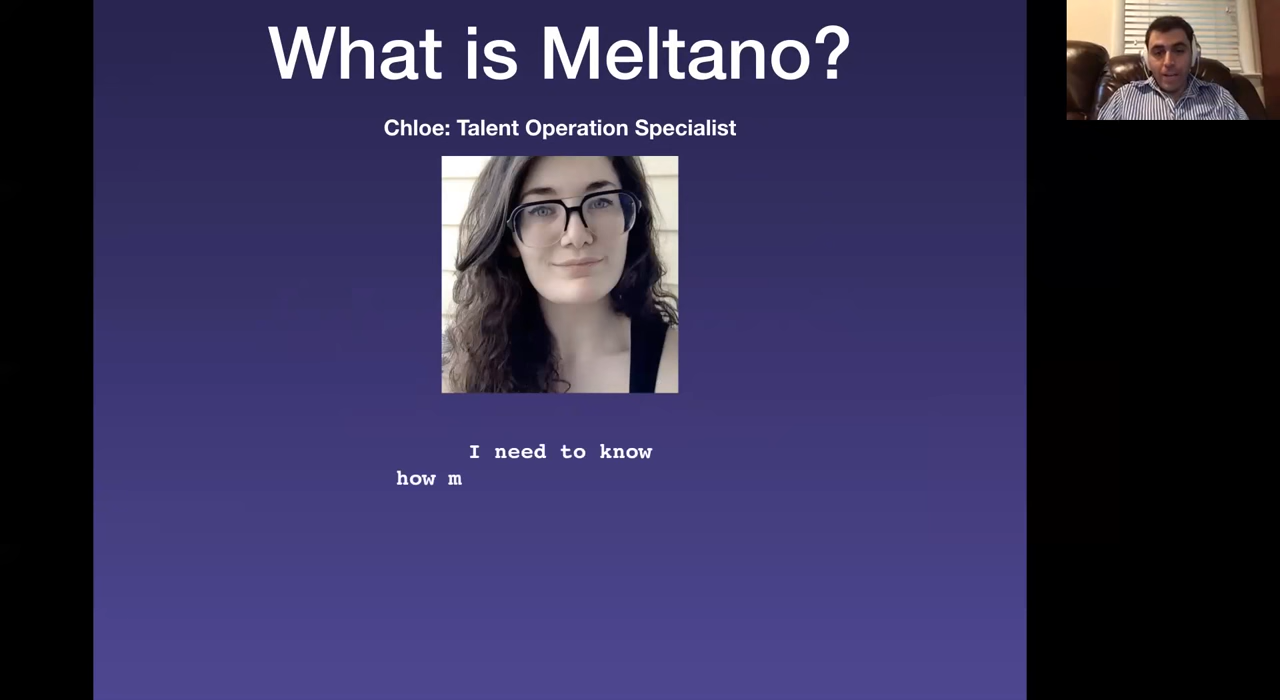 What is Meltano?
Chloe: Talent Operation Specialist
I need to know
how m